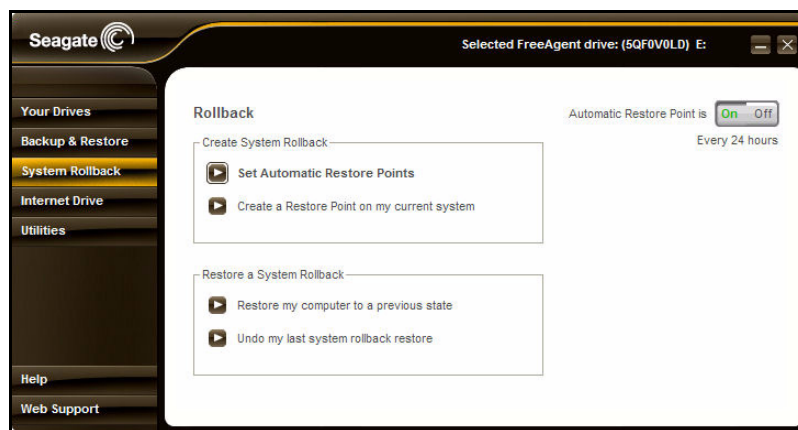 Seagate
Selected FreeAgent drive: (5QF0V0LD) E:
Your Drives
Backup & Restore
System Rollback
Internet Drive
Utilities
Help
Web Support
Rollback
Automatic Restore Point is On Off
Every 24 hours
Create System Rollback
Set Automatic Restore Points
Create a Restore Point on my current system
Restore a System Rollback
Restore my computer to a previous state
Undo my last system rollback restore